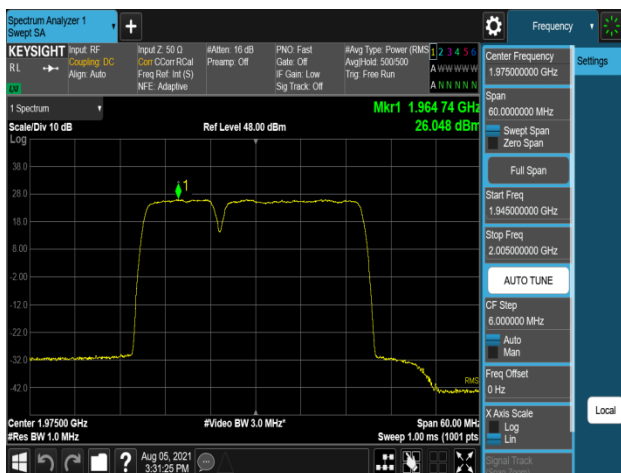 Spectrum Analyzer 1
Swept SA
+
Frequency
KEYSIGHT
RL
LXI
Input: RF
Coupling: DC
Align: Auto
Input Z: 50 Ω
Corr CCorr RCal
Freq Ref: Int (S)
NFE: Adaptive
#Atten: 16 dB
Preamp: Off
PNO: Fast
Gate: Off
IF Gain: Low
Sig Track: Off
#Avg Type: Power (RMS
Avg|Hold: 500/500
Trig: Free Run
1 2 3 4 5 6
A W W W W W
A N N N N N
1 Spectrum
Scale/Div 10 dB
Log
Ref Level 48.00 dBm
Mkr1 1.964 74 GHz
26.048 dBm
38.0
28.0
18.0
8.00
-2.00
-12.0
-22.0
-32.0
-42.0
1
RMS
Center 1.97500 GHz
#Res BW 1.0 MHz
#Video BW 3.0 MHz*
Span 60.00 MHz
Sweep 1.00 ms (1001 pts
?
Aug 05, 2021
3:31:25 PM
Center Frequency
1.975000000 GHz
Span
60.0000000 MHz
Swept Span
Zero Span
Full Span
Start Freq
1.945000000 GHz
Stop Freq
2.005000000 GHz
AUTO TUNE
CF Step
6.000000 MHz
Auto
Man
Freq Offset
0 Hz
X Axis Scale
Log
Lin
Signal Track
Settings
Local